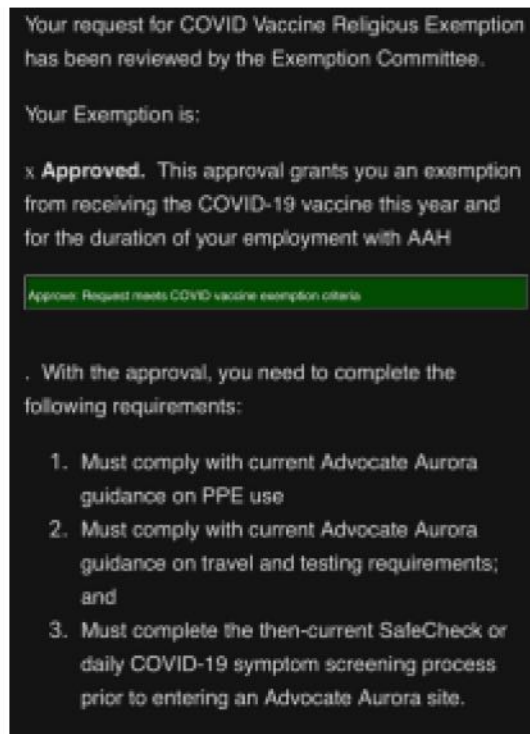 Your request for COVID Vaccine Religious Exemption
has been reviewed by the Exemption Committee.
Your Exemption is:
x Approved. This approval grants you an exemption
from receiving the COVID-19 vaccine this year and
for the duration of your employment with AAH
Approve: Request meets COVID vaccine exemption criteria
. With the approval, you need to complete the
following requirements:
1. Must comply with current Advocate Aurora
guidance on PPE use
2. Must comply with current Advocate Aurora
guidance on travel and testing requirements;
and
3. Must complete the then-current SafeCheck or
daily COVID-19 symptom screening process
prior to entering an Advocate Aurora site.